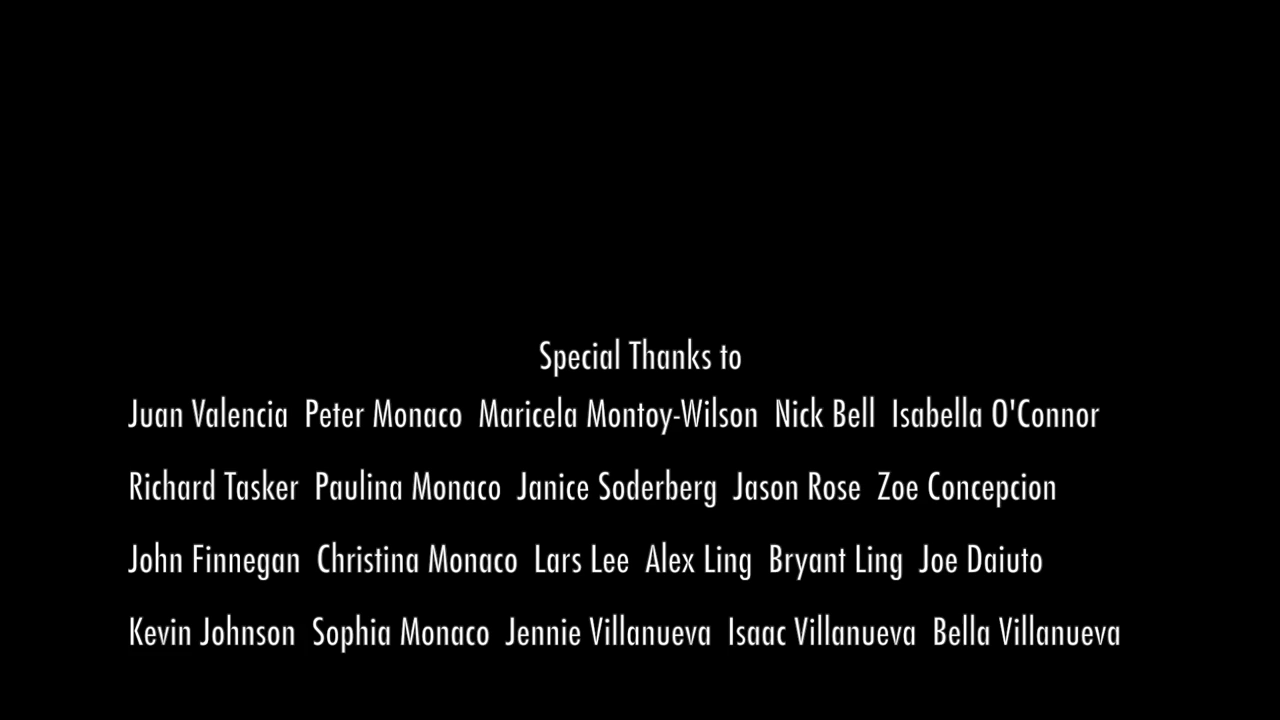 Special Thanks to
Juan Valencia Peter Monaco Maricela Montoy-Wilson Nick Bell Isabella O'Connor
Richard Tasker Paulina Monaco Janice Soderberg Jason Rose Zoe Concepcion
John Finnegan Christina Monaco Lars Lee Alex Ling Bryant Ling Joe Daiuto
Kevin Johnson Sophia Monaco Jennie Villanueva Isaac Villanueva Bella Villanueva